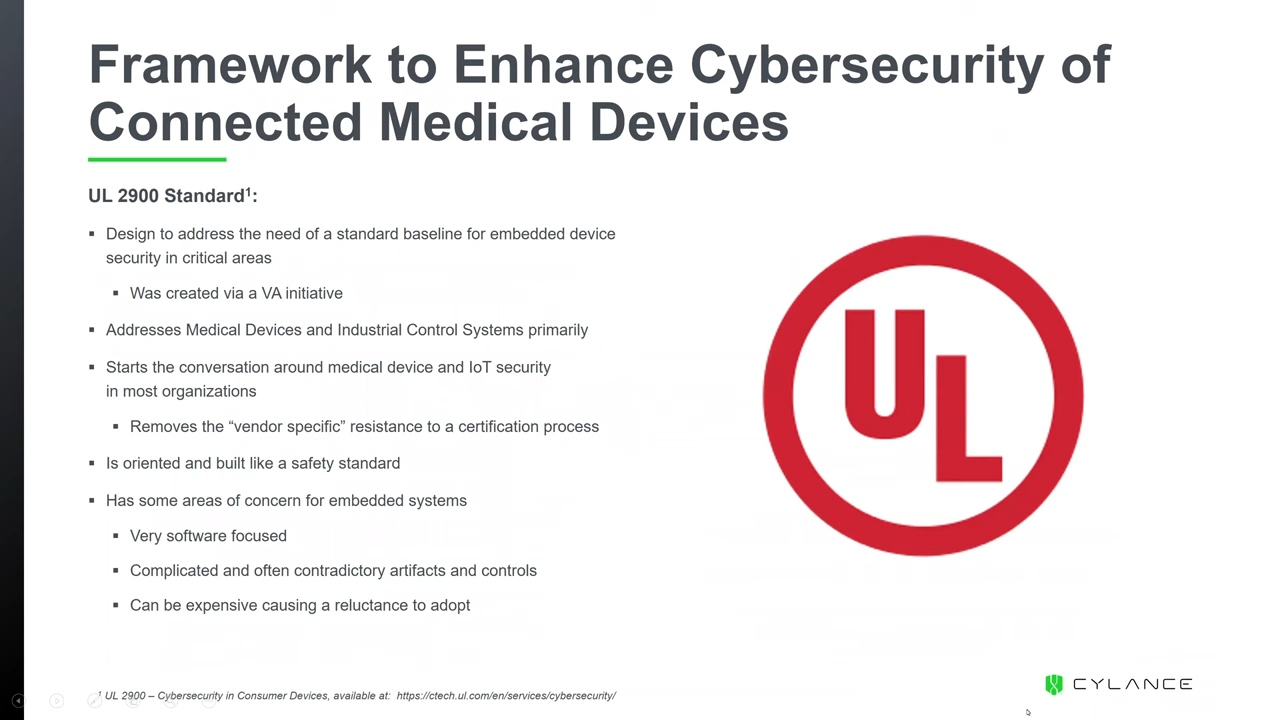 Framework to Enhance Cybersecurity of
Connected Medical Devices
UL 2900 Standard¹:
▪ Design to address the need of a standard baseline for embedded device
security in critical areas
▪ Was created via a VA initiative
▪ Addresses Medical Devices and Industrial Control Systems primarily
▪ Starts the conversation around medical device and IoT security
in most organizations
▪ Removes the “vendor specific” resistance to a certification process
▪ Is oriented and built like a safety standard
▪ Has some areas of concern for embedded systems
▪ Very software focused
▪ Complicated and often contradictory artifacts and controls
▪ Can be expensive causing a reluctance to adopt
UL
¹ UL 2900 – Cybersecurity in Consumer Devices, available at: https://ctech.ul.com/en/services/cybersecurity/
CYLANCE